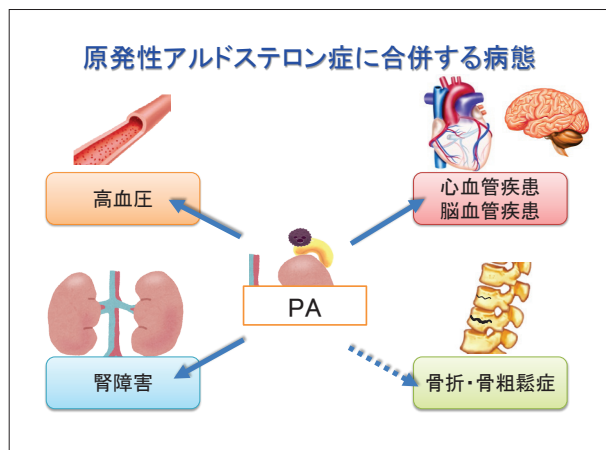 原発性アルドステロン症に合併する病態
高血圧
心血管疾患
脳血管疾患
PA
腎障害
骨折・骨粗鬆症